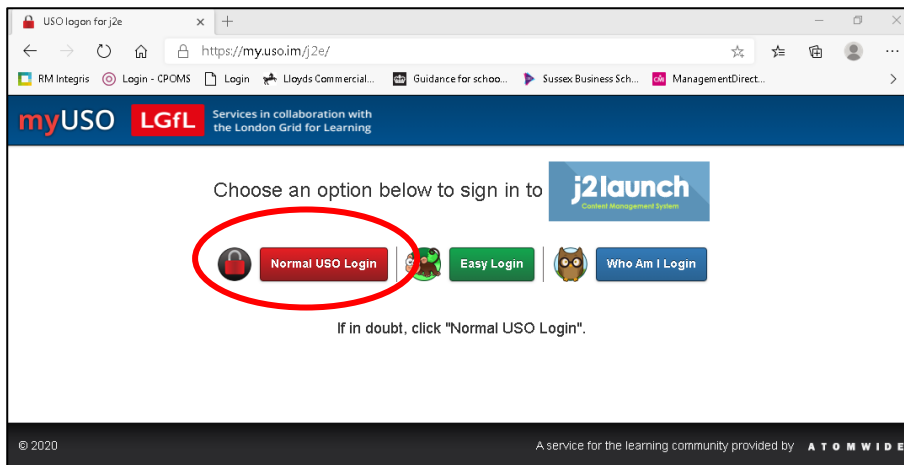 USO logon for j2e
https://my.uso.im/j2e/
RM Integris Login - CPOMS Login Lloyds Commercial... Guidance for schoo... Sussex Business Sch... ManagementDirect...
myUSO LGfL Services in collaboration with
the London Grid for Learning
Choose an option below to sign in to j2launch
Content Management System
Normal USO Login Easy Login Who Am I Login
If in doubt, click "Normal USO Login".
© 2020 A service for the learning community provided by ATOMWIDE